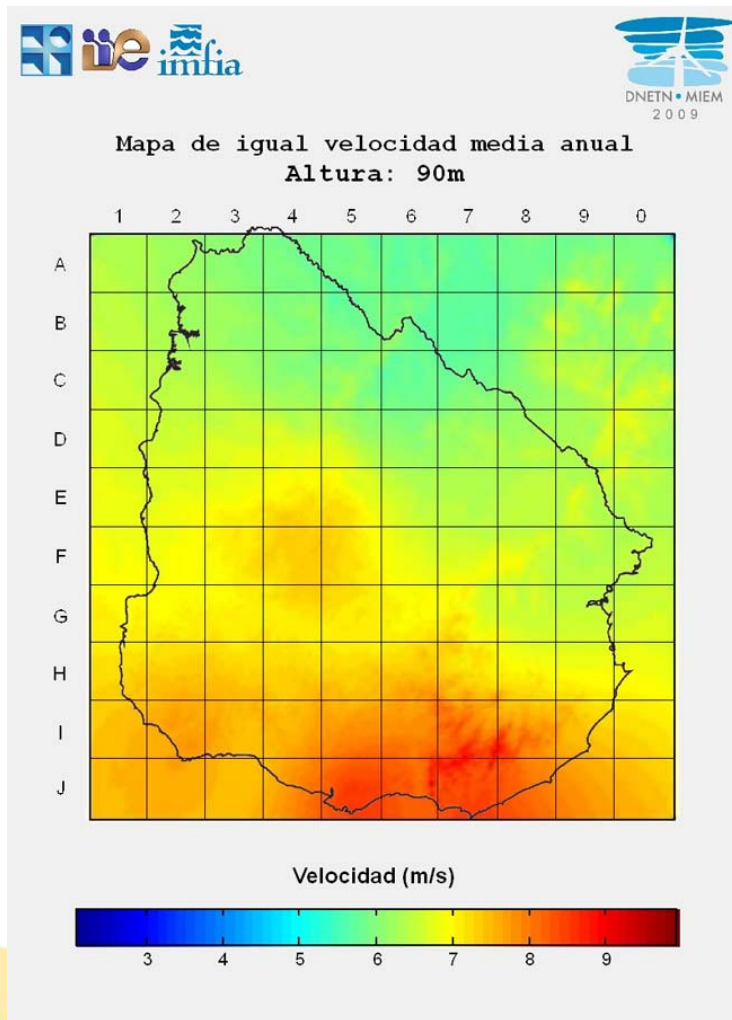 iie imfia
DNETN • MIEM
2009
Mapa de igual velocidad media anual
Altura: 90m
1 2 3 4 5 6 7 8 9 0
A
B
C
D
E
F
G
H
I
J
Velocidad (m/s)
3 4 5 6 7 8 9